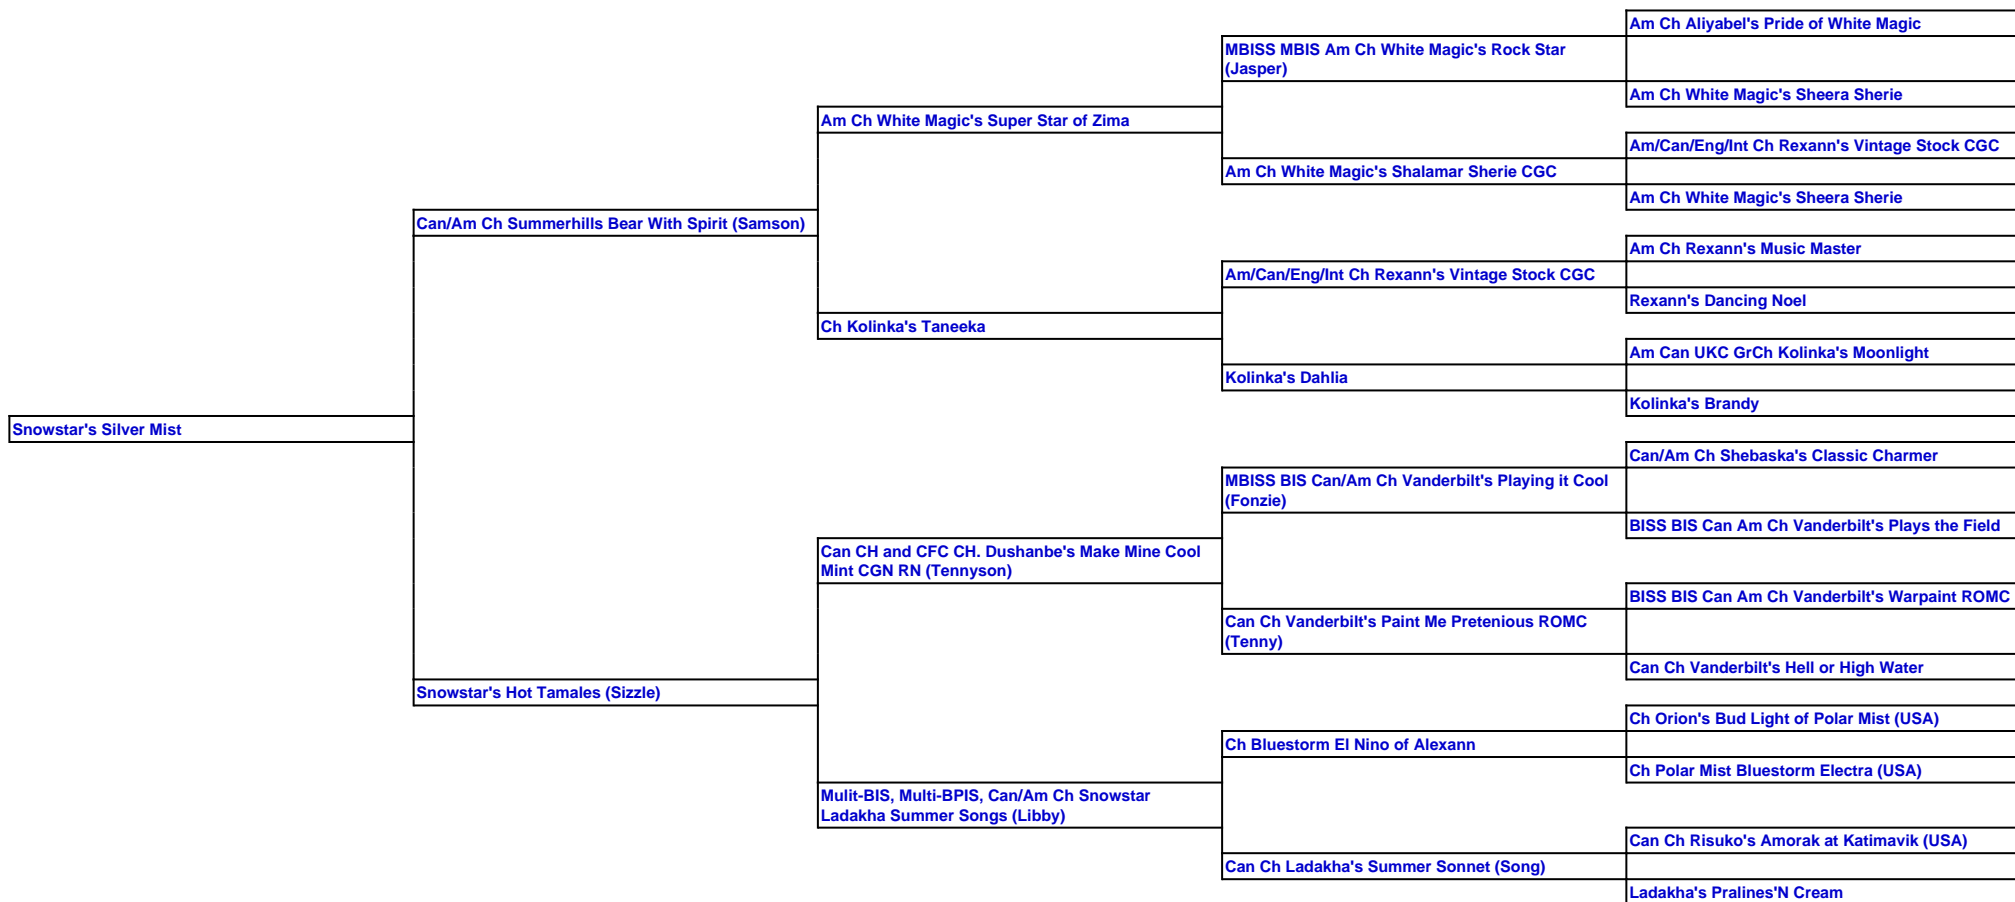 Am Ch Aliyabel's Pride of White Magic
MBISS MBIS Am Ch White Magic's Rock Star
(Jasper)
Am Ch White Magic's Sheera Sherie
Am Ch White Magic's Super Star of Zima
Am/Can/Eng/Int Ch Rexann's Vintage Stock CGC
Am Ch White Magic's Shalamar Sherie CGC
Am Ch White Magic's Sheera Sherie
Can/Am Ch Summerhills Bear With Spirit (Samson)
Am Ch Rexann's Music Master
Am/Can/Eng/Int Ch Rexann's Vintage Stock CGC
Rexann's Dancing Noel
Ch Kolinka's Taneeka
Am Can UKC GrCh Kolinka's Moonlight
Kolinka's Dahlia
Kolinka's Brandy
Snowstar's Silver Mist
Can/Am Ch Shebaska's Classic Charmer
MBISS BIS Can/Am Ch Vanderbilt's Playing it Cool
(Fonzie)
BISS BIS Can Am Ch Vanderbilt's Plays the Field
Can CH and CFC CH. Dushanbe's Make Mine Cool
Mint CGN RN (Tennyson)
BISS BIS Can Am Ch Vanderbilt's Warpaint ROMC
Can Ch Vanderbilt's Paint Me Pretenious ROMC
(Tenny)
Can Ch Vanderbilt's Hell or High Water
Snowstar's Hot Tamales (Sizzle)
Ch Orion's Bud Light of Polar Mist (USA)
Ch Bluestorm El Nino of Alexann
Ch Polar Mist Bluestorm Electra (USA)
Mulit-BIS, Multi-BPIS, Can/Am Ch Snowstar
Ladakha Summer Songs (Libby)
Can Ch Risuko's Amorak at Katimavik (USA)
Can Ch Ladakha's Summer Sonnet (Song)
Ladakha's Pralines'N Cream